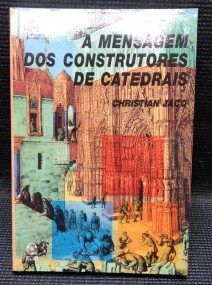 A MENSAGEM
DOS CONSTRUTORES
DE CATEDRAIS
CHRISTIAN JACQ